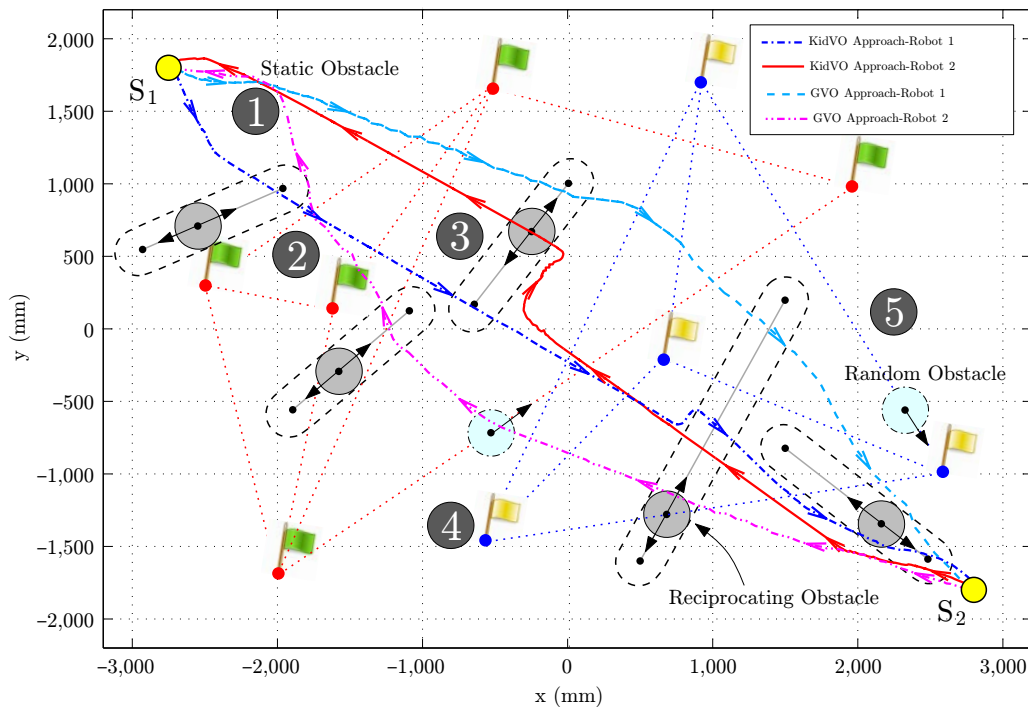 2,000
1,500
1,000
500
0
−500
−1,000
−1,500
−2,000
y (mm)
−3,000
−2,000
−1,000
0
1,000
2,000
3,000
x (mm)
KidVO Approach-Robot 1
KidVO Approach-Robot 2
GVO Approach-Robot 1
GVO Approach-Robot 2
S1
Static Obstacle
1
2
3
5
Random Obstacle
4
Reciprocating Obstacle
S2